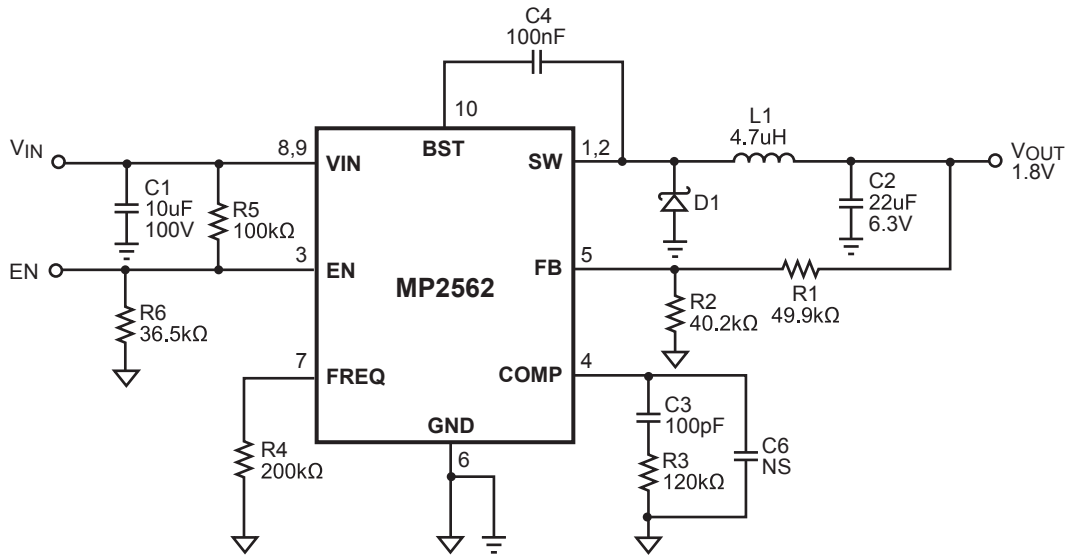 C4
100nF
10
L1
4.7uH
VIN
8,9
VIN
BST
SW
1,2
VOUT
1.8V
C1
10uF
100V
R5
100kΩ
D1
C2
22uF
6.3V
EN
3
EN
MP2562
FB
5
R1
49.9kΩ
R6
36.5kΩ
R2
40.2kΩ
7
FREQ
COMP
4
GND
6
R4
200kΩ
C3
100pF
R3
120kΩ
C6
NS